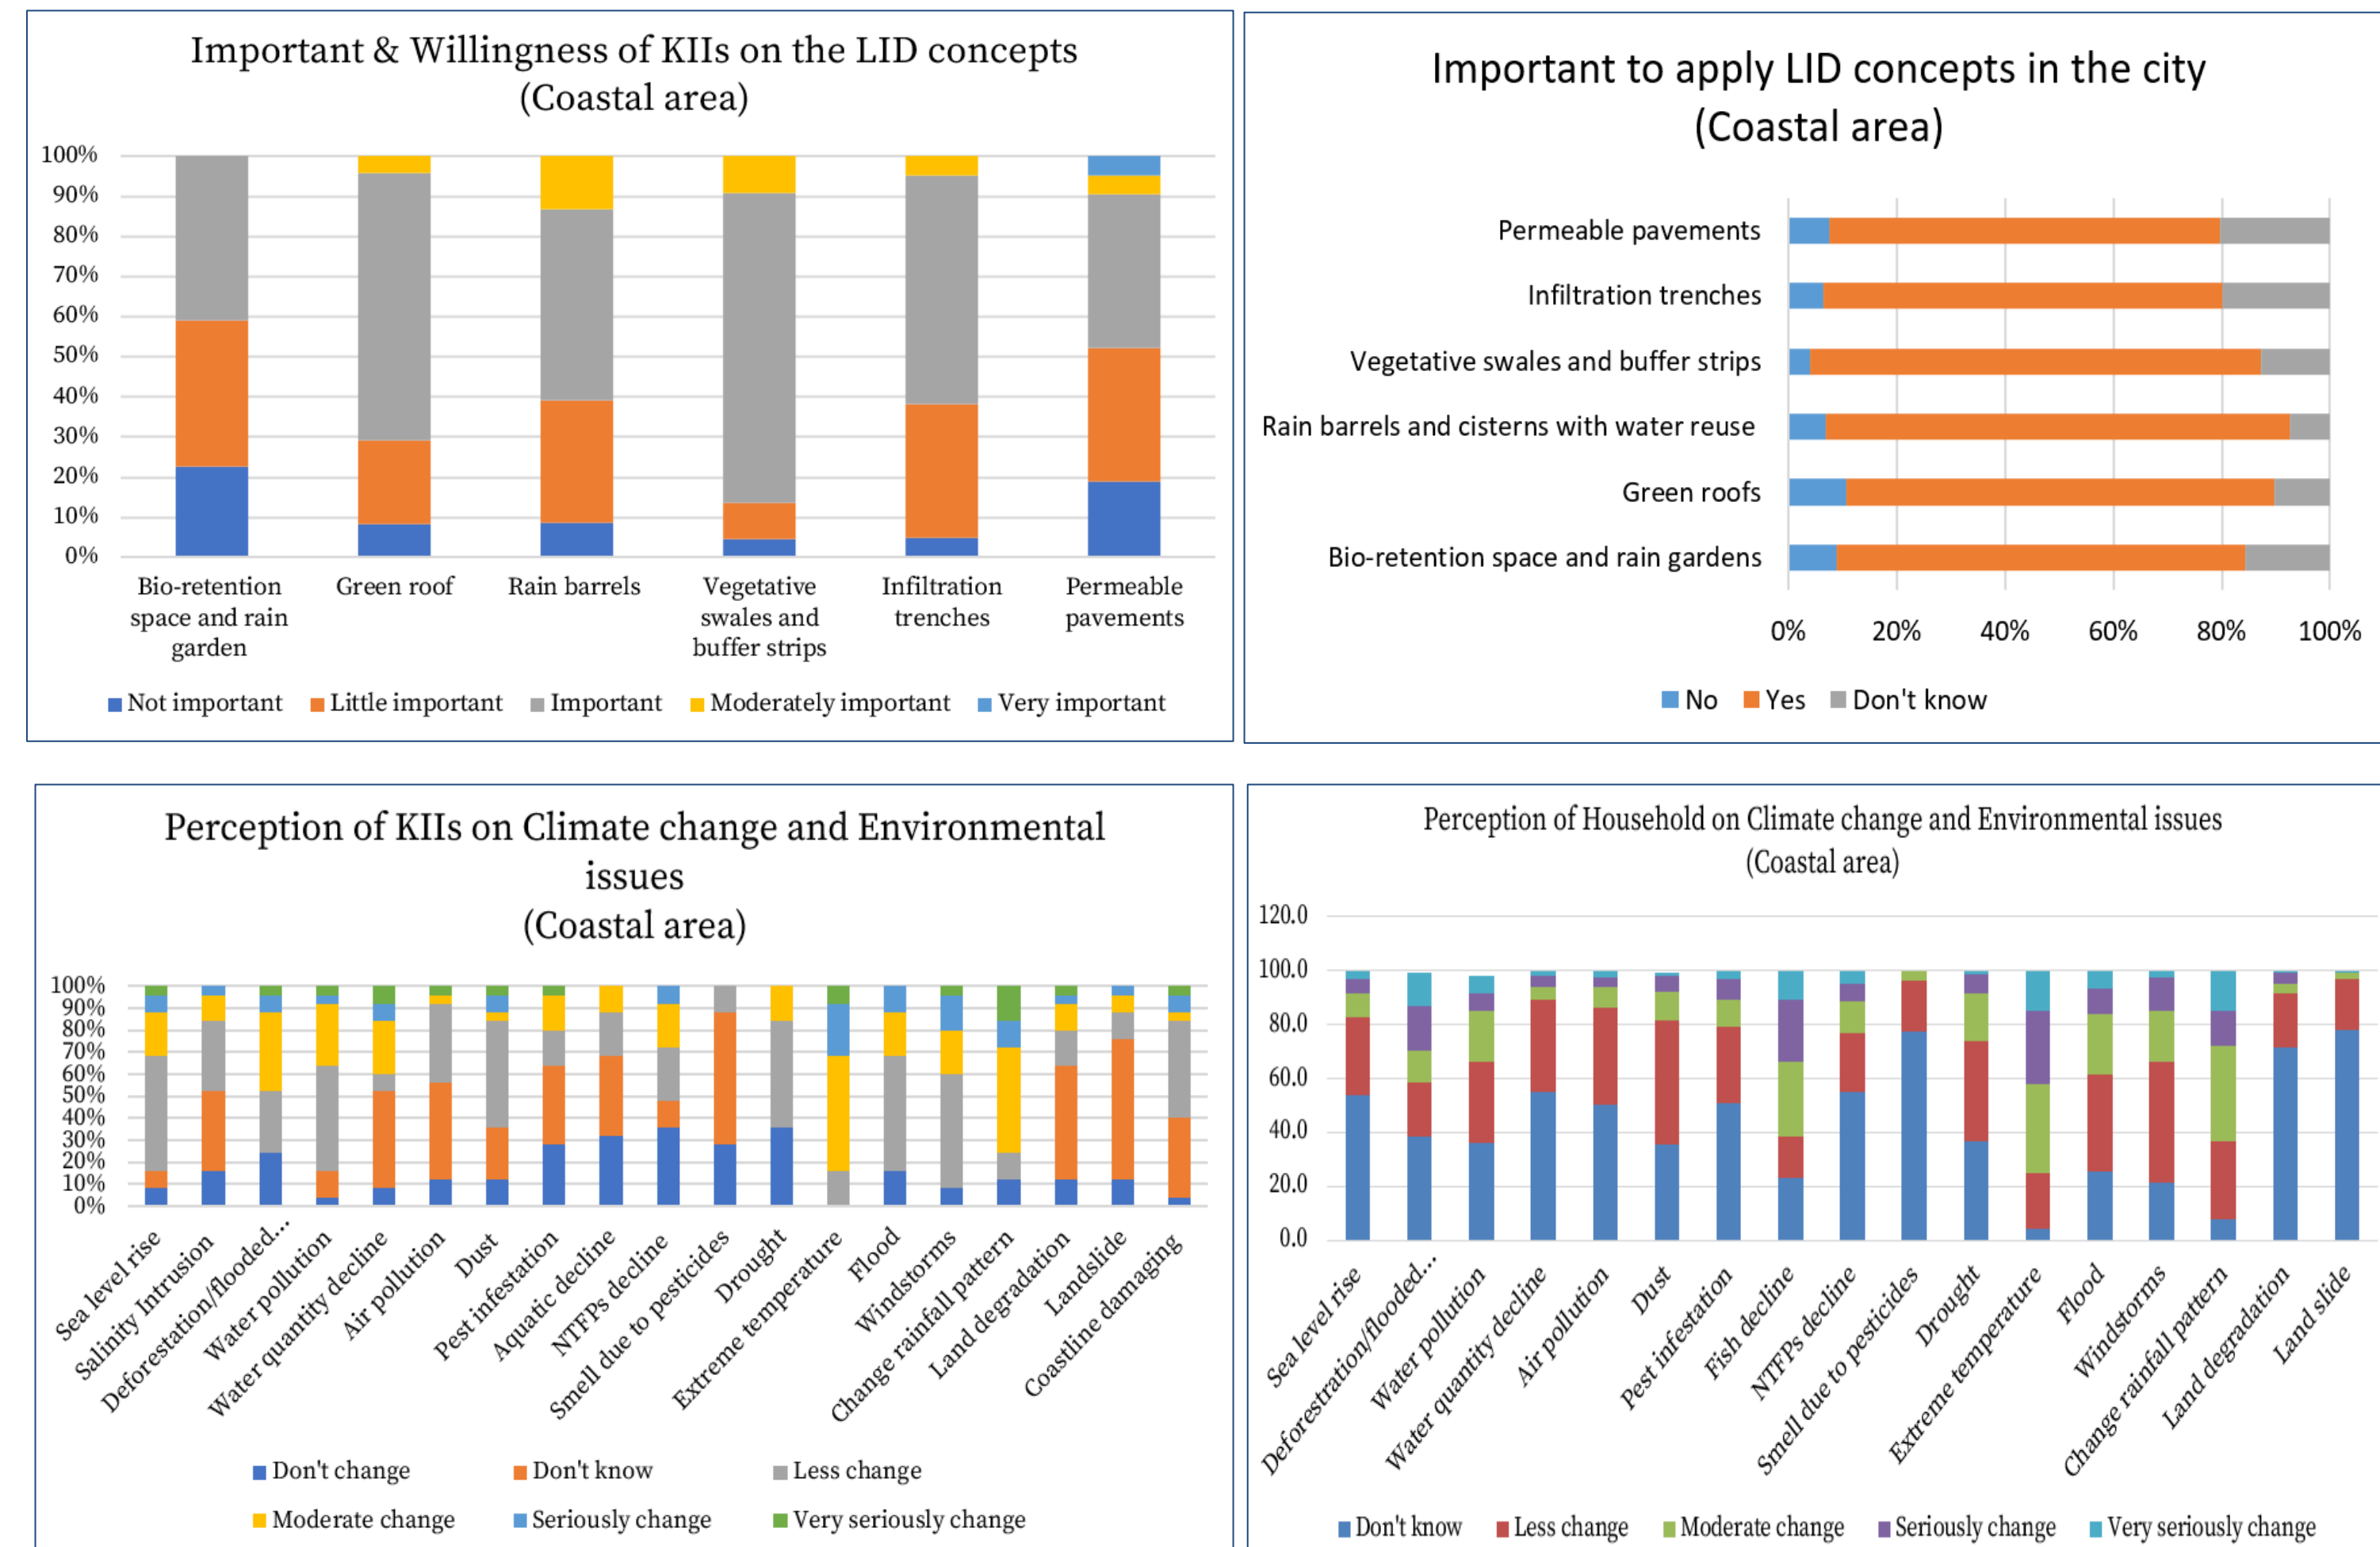 Important & Willingness of KIIs on the LID concepts
(Coastal area)
100%
90%
80%
70%
60%
50%
40%
30%
20%
10%
0%
Bio-retention
space and rain
garden
Green roof
Rain barrels
Vegetative
swales and
buffer strips
Infiltration
trenches
Permeable
pavements
Not important
Little important
Important
Moderately important
Very important
Important to apply LID concepts in the city
(Coastal area)
Permeable pavements
Infiltration trenches
Vegetative swales and buffer strips
Rain barrels and cisterns with water reuse
Green roofs
Bio-retention space and rain gardens
0%
20%
40%
60%
80%
100%
No
Yes
Don't know
Perception of KIIs on Climate change and Environmental
issues
(Coastal area)
100%
90%
80%
70%
60%
50%
40%
30%
20%
10%
0%
Sea level rise
Salinity Intrusion
Deforestation/flooded...
Water pollution
Water quantity decline
Air pollution
Dust
Pest infestation
Aquatic decline
NTFPs decline
Smell due to pesticides
Drought
Extreme temperature
Flood
Windstorms
Change rainfall pattern
Land degradation
Landslide
Coastline damaging
Don't change
Don't know
Less change
Moderate change
Seriously change
Very seriously change
Perception of Household on Climate change and Environmental issues
(Coastal area)
120.0
100.0
80.0
60.0
40.0
20.0
0.0
Sea level rise
Deforestration/flooded...
Water pollution
Water quantity decline
Air pollution
Dust
Pest infestation
Fish decline
NTFPs decline
Smell due to pesticides
Drought
Extreme temperature
Flood
Windstorms
Change rainfall pattern
Land degradation
Land slide
Don't know
Less change
Moderate change
Seriously change
Very seriously change